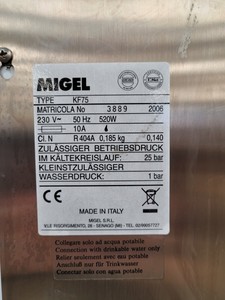 MIGEL
TYPE KF75
MATRICOLA No 3889 2006
230 V~ 50 Hz 520W
10A
Cl. N R 404A 0,185 kg 0,140
ZULÄSSIGER BETRIEBSDRUCK
IM KÄLTEKREISLAUF: 25 bar
KLEINSTZULÄSSIGER
WASSERDRUCK: 1 bar
CE
MADE IN ITALY
MIGEL S.R.L.
Collegare solo ad acqua potabile
Connection with drinkable water only
Relier seulement avec eau potable
Anschluß nur für Trinkwasser
Conectar solo con agua potable